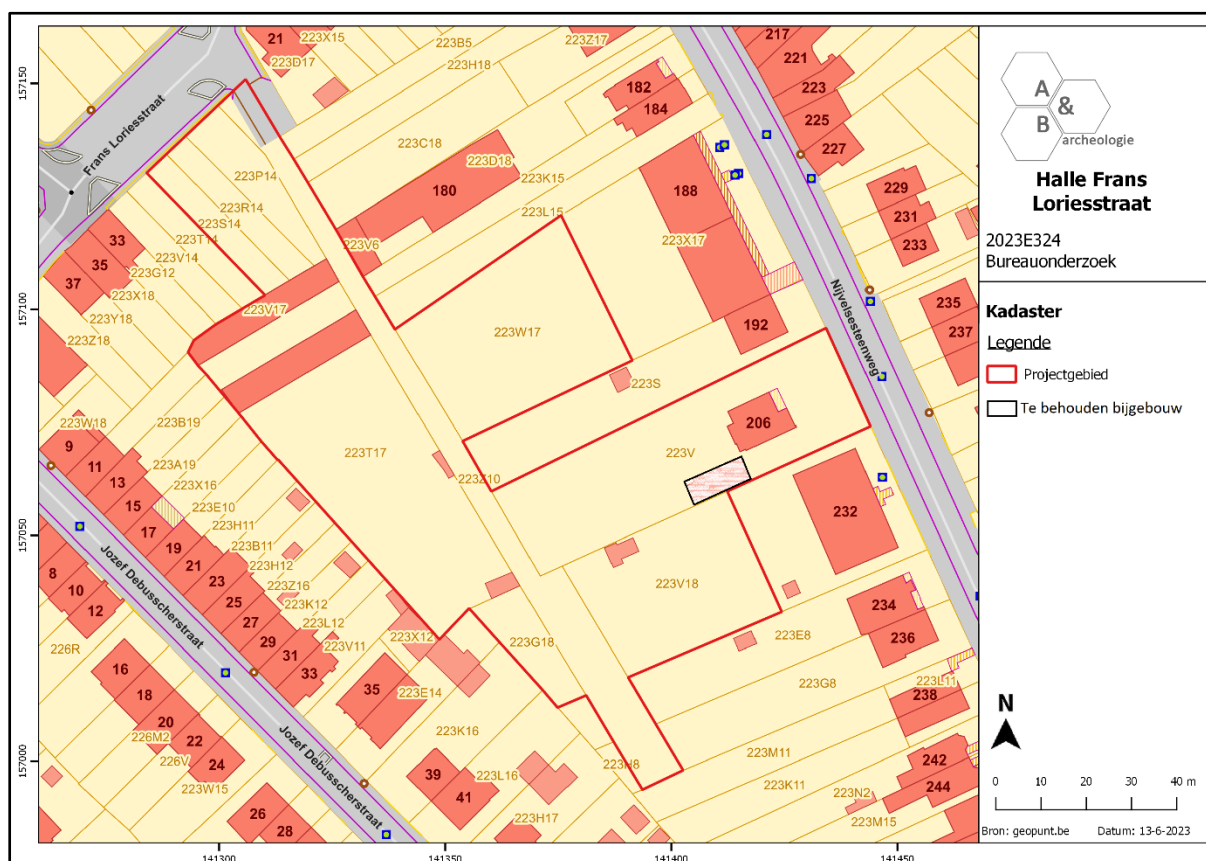 21
223X15
223D17
223B5
223H18
223Z17
217
221
223
225
227
182
184
Frans Loriesstraat
223C18
223D18
180
223K15
223L15
223P14
223R14
223S14
223T14
223V14
223G12
223X18
223Y18
223Z18
33
35
37
223V6
223V17
188
223X17
192
229
231
233
235
237
Nijvelsesteenweg
223W17
223S
206
223V
223W18
9
11
13
15
17
19
21
23
25
27
29
31
33
223B19
223A19
223X16
223E10
223H11
223B11
223H12
223Z16
223K12
223L12
223V11
223T17
223Z10
232
223V18
234
236
238
242
244
223E8
223G8
223L11
223M11
223K11
223N2
223M15
223H8
223G18
223X12
223E14
35
223K16
39
41
223L16
223H17
8
10
12
Jozef Debusscherstraat
Jozef Debusscherstraat
226R
16
18
20
22
24
226M2
226V
223W15
26
28
157150
157100
157050
157000
141300
141350
141400
141450
A
&
B
archeologie
Halle Frans
Loriesstraat
2023E324
Bureauonderzoek
Kadaster
Legende
Projectgebied
Te behouden bijgebouw
N
0 10 20 30 40 m
Bron: geopunt.be Datum: 13-6-2023